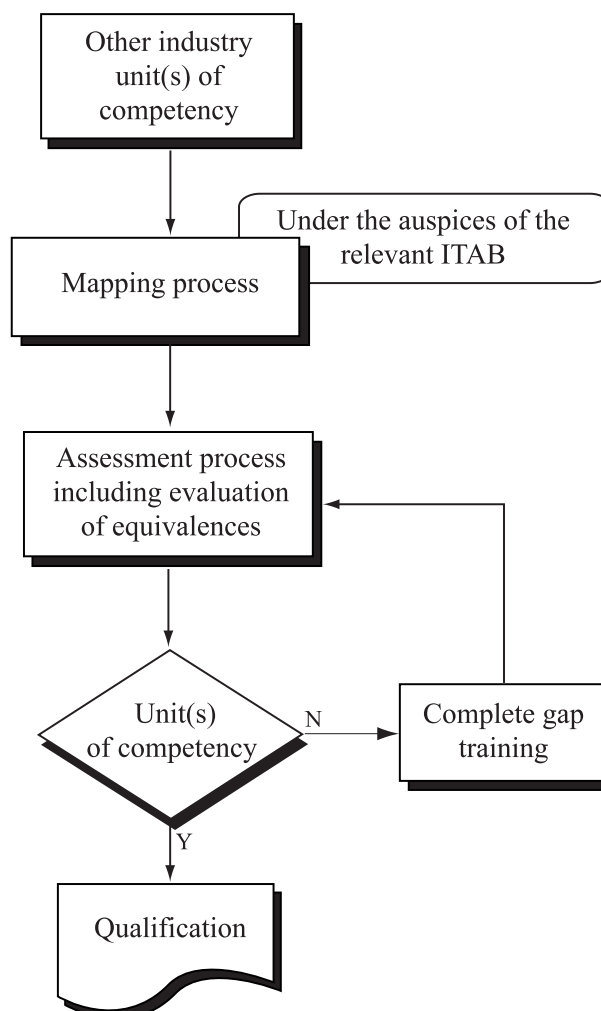 Other industry
unit(s) of
competency
Under the auspices of the
relevant ITAB
Mapping process
Assessment process
including evaluation
of equivalences
Unit(s)
of competency
N
Complete gap
training
Y
Qualification